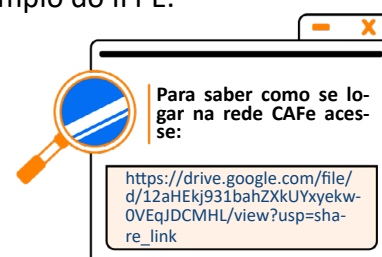 mplo do IFPE.
Para saber como se lo-
gar na rede CAFe aces-
se:
https://drive.google.com/file/
d/12aHEkj931bahZXkUYxyekw-
0VEqJDCMHL/view?usp=sha-
re_link